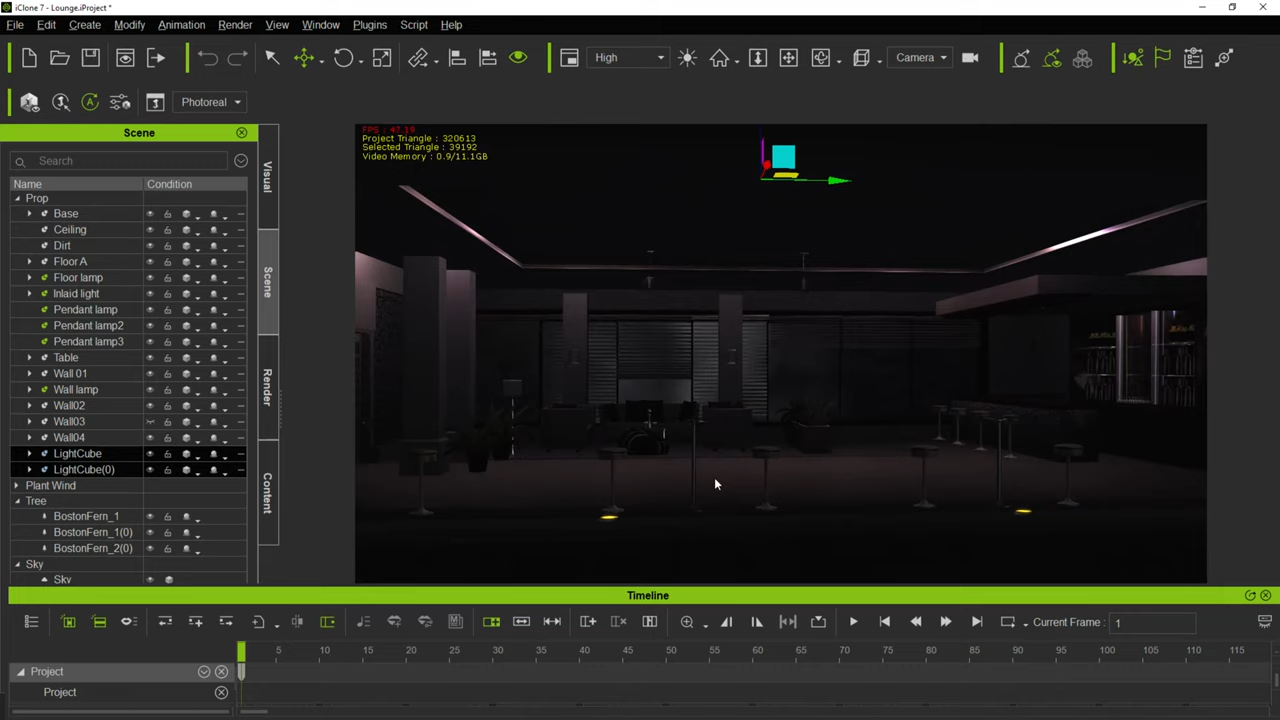 iClone 7 - Lounge.iProject *
File Edit Create Modify Animation Render View Window Plugins Script Help
High Camera
Photoreal
Scene
Search
Name Condition
Prop
Base
Ceiling
Dirt
Floor A
Floor lamp
Inlaid light
Pendant lamp
Pendant lamp2
Pendant lamp3
Table
Wall 01
Wall lamp
Wall02
Wall03
Wall04
LightCube
LightCube(0)
Plant Wind
Tree
BostonFern_1
BostonFern_1(0)
BostonFern_2(0)
Sky
Sky
Visual
Scene
Render
Content
FPS : 47.19
Project Triangle : 320613
Selected Triangle : 39192
Video Memory : 0.9/11.1GB
Timeline
Current Frame : 1
5 10 15 20 25 30 35 40 45 50 55 60 65 70 75 80 85 90 95 100 105 110 115
Project
Project